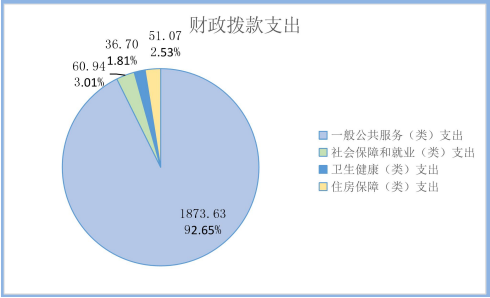 财政拨款支出
51.07
2.53%
36.70
1.81%
60.94
3.01%
1873.63
92.65%
一般公共服务（类）支出
社会保障和就业（类）支出
卫生健康（类）支出
住房保障（类）支出